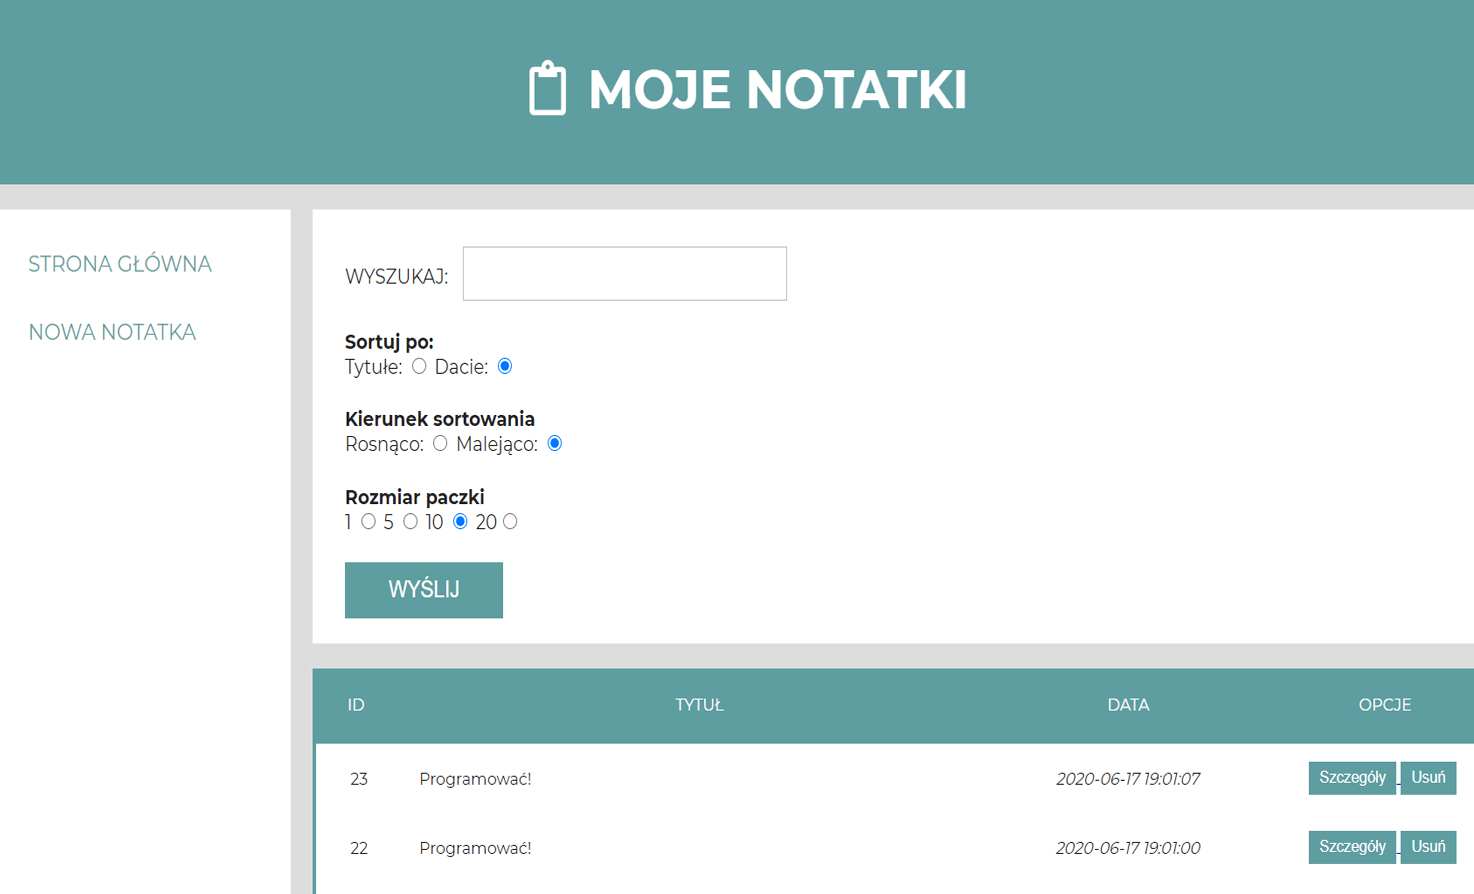 MOJE NOTATKI
STRONA GŁÓWNA
NOWA NOTATKA
WYSZUKAJ:
Sortuj po:
Tytułe: Dacie:
Kierunek sortowania
Rosnąco: Malejąco:
Rozmiar paczki
1 5 10 20
WYŚLIJ
ID TYTUŁ DATA OPCJE
23 Programować! 2020-06-17 19:01:07 Szczegóły Usuń
22 Programować! 2020-06-17 19:01:00 Szczegóły Usuń